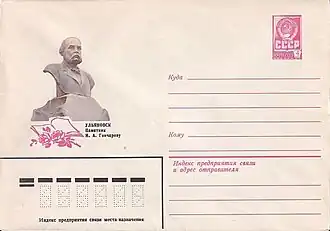 УЛЬЯНОВСК
Памятник
И. А. Гончарову
СССР
Куда
Кому
Индекс предприятия связи
и адрес отправителя
Индекс предприятия связи места назначения